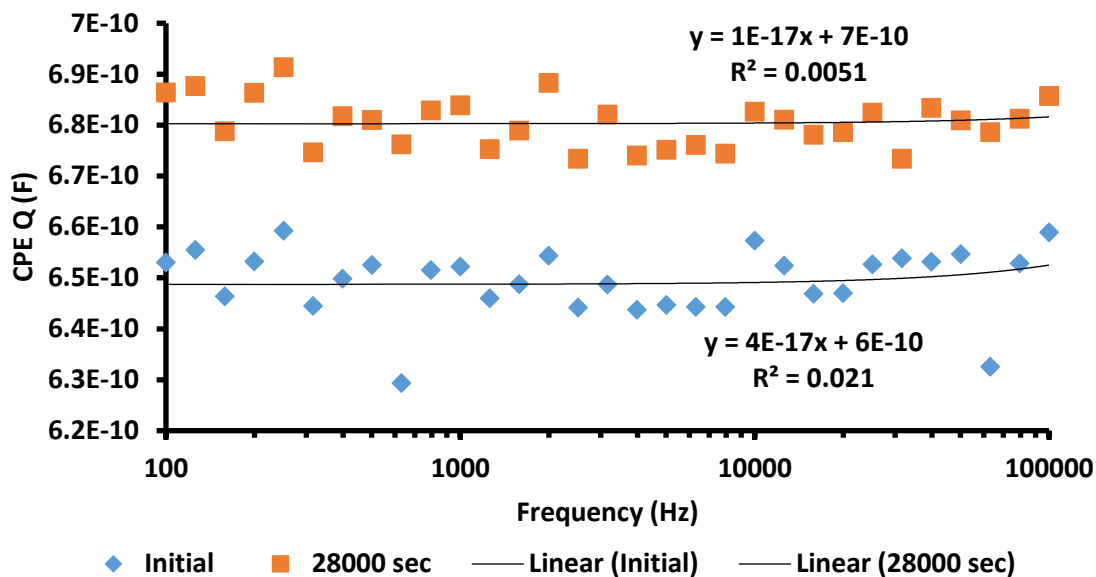 7E-10
6.9E-10
6.8E-10
6.7E-10
6.6E-10
6.5E-10
6.4E-10
6.3E-10
6.2E-10
CPE Q (F)
y = 1E-17x + 7E-10
R² = 0.0051
y = 4E-17x + 6E-10
R² = 0.021
100 1000 10000 100000
Frequency (Hz)
Initial 28000 sec Linear (Initial) Linear (28000 sec)